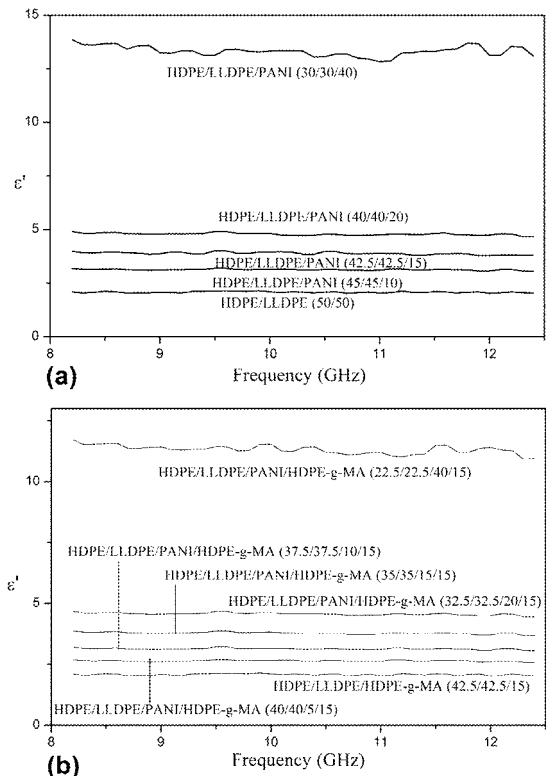 15
HDPE/LLDPE/PANI (30/30/40)
10
ε'
HDPE/LLDPE/PANI (40/40/20)
5
HDPE/LLDPE/PANI (42.5/42.5/15)
HDPE/LLDPE/PANI (45/45/10)
HDPE/LLDPE (50/50)
0
8 9 10 11 12
(a) Frequency (GHz)
HDPE/LLDPE/PANI/HDPE-g-MA (22.5/22.5/40/15)
10
HDPE/LLDPE/PANI/HDPE-g-MA (37.5/37.5/10/15)
HDPE/LLDPE/PANI/HDPE-g-MA (35/35/15/15)
ε'
HDPE/LLDPE/PANI/HDPE-g-MA (32.5/32.5/20/15)
5
HDPE/LLDPE/HDPE-g-MA (42.5/42.5/15)
HDPE/LLDPE/PANI/HDPE-g-MA (40/40/5/15)
0
8 9 10 11 12
(b) Frequency (GHz)